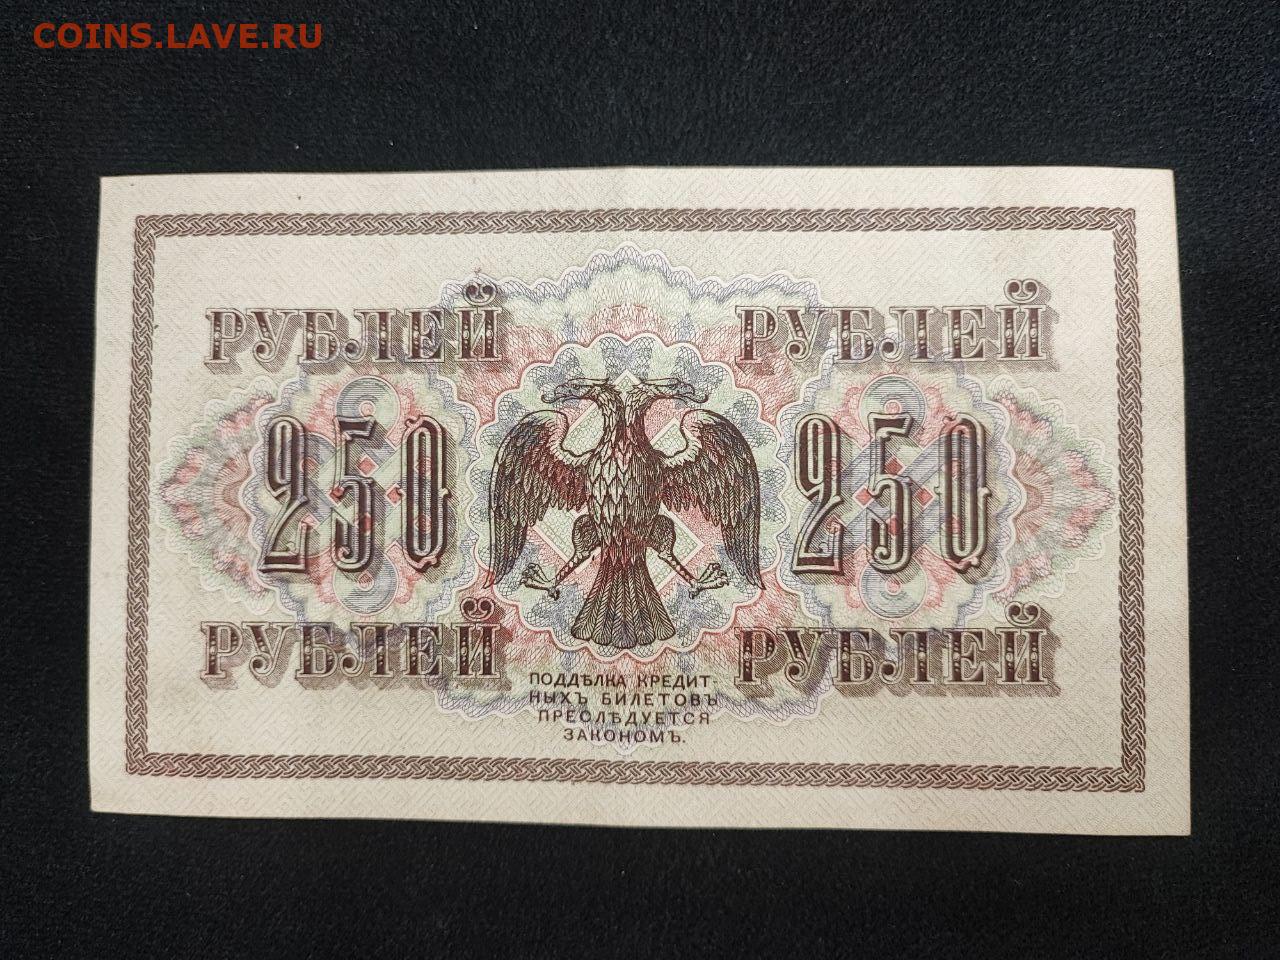 COINS.LAVE.RU
РУБЛЕЙ РУБЛЕЙ
250 250
РУБЛЕЙ РУБЛЕЙ
ПОДДѢЛКА КРЕДИТ-
НЫХЪ БИЛЕТОВЪ
ПРЕСЛѢДУЕТСЯ
ЗАКОНОМЪ.